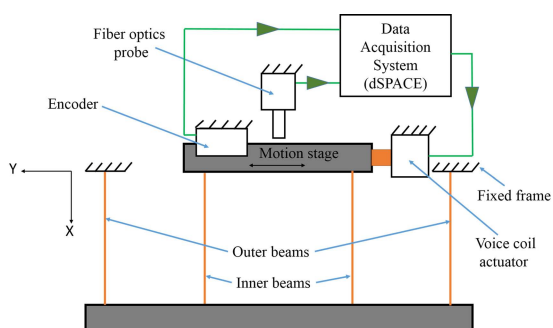 Fiber optics
probe
Data
Acquisition
System
(dSPACE)
Encoder
Motion stage
Y
X
Fixed frame
Outer beams
Voice coil
actuator
Inner beams